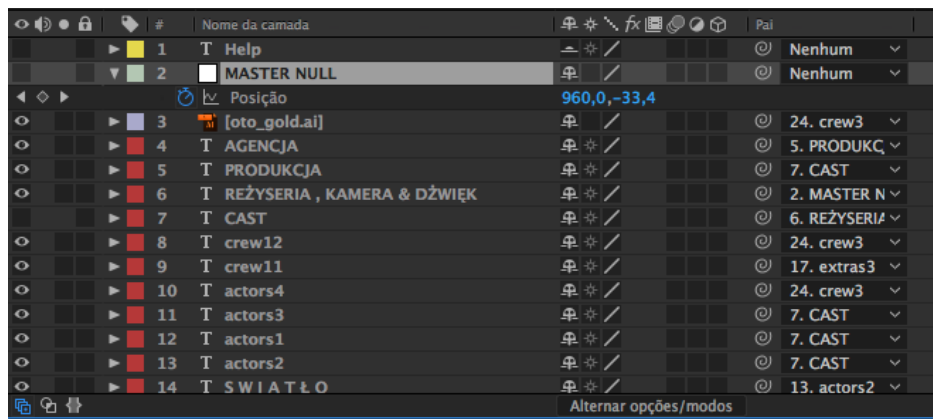 # Nome da camada fx Pai
1 T Help Nenhum
2 MASTER NULL Nenhum
Posição 960,0,-33,4
3 [oto_gold.ai] 24. crew3
4 T AGENCJA 5. PRODUKC
5 T PRODUKCJA 7. CAST
6 T REŻYSERIA , KAMERA & DŹWIĘK 2. MASTER N
7 T CAST 6. REŻYSERIA
8 T crew12 24. crew3
9 T crew11 17. extras3
10 T actors4 24. crew3
11 T actors3 7. CAST
12 T actors1 7. CAST
13 T actors2 7. CAST
14 T S W I A T Ł O 13. actors2
Alternar opções/modos